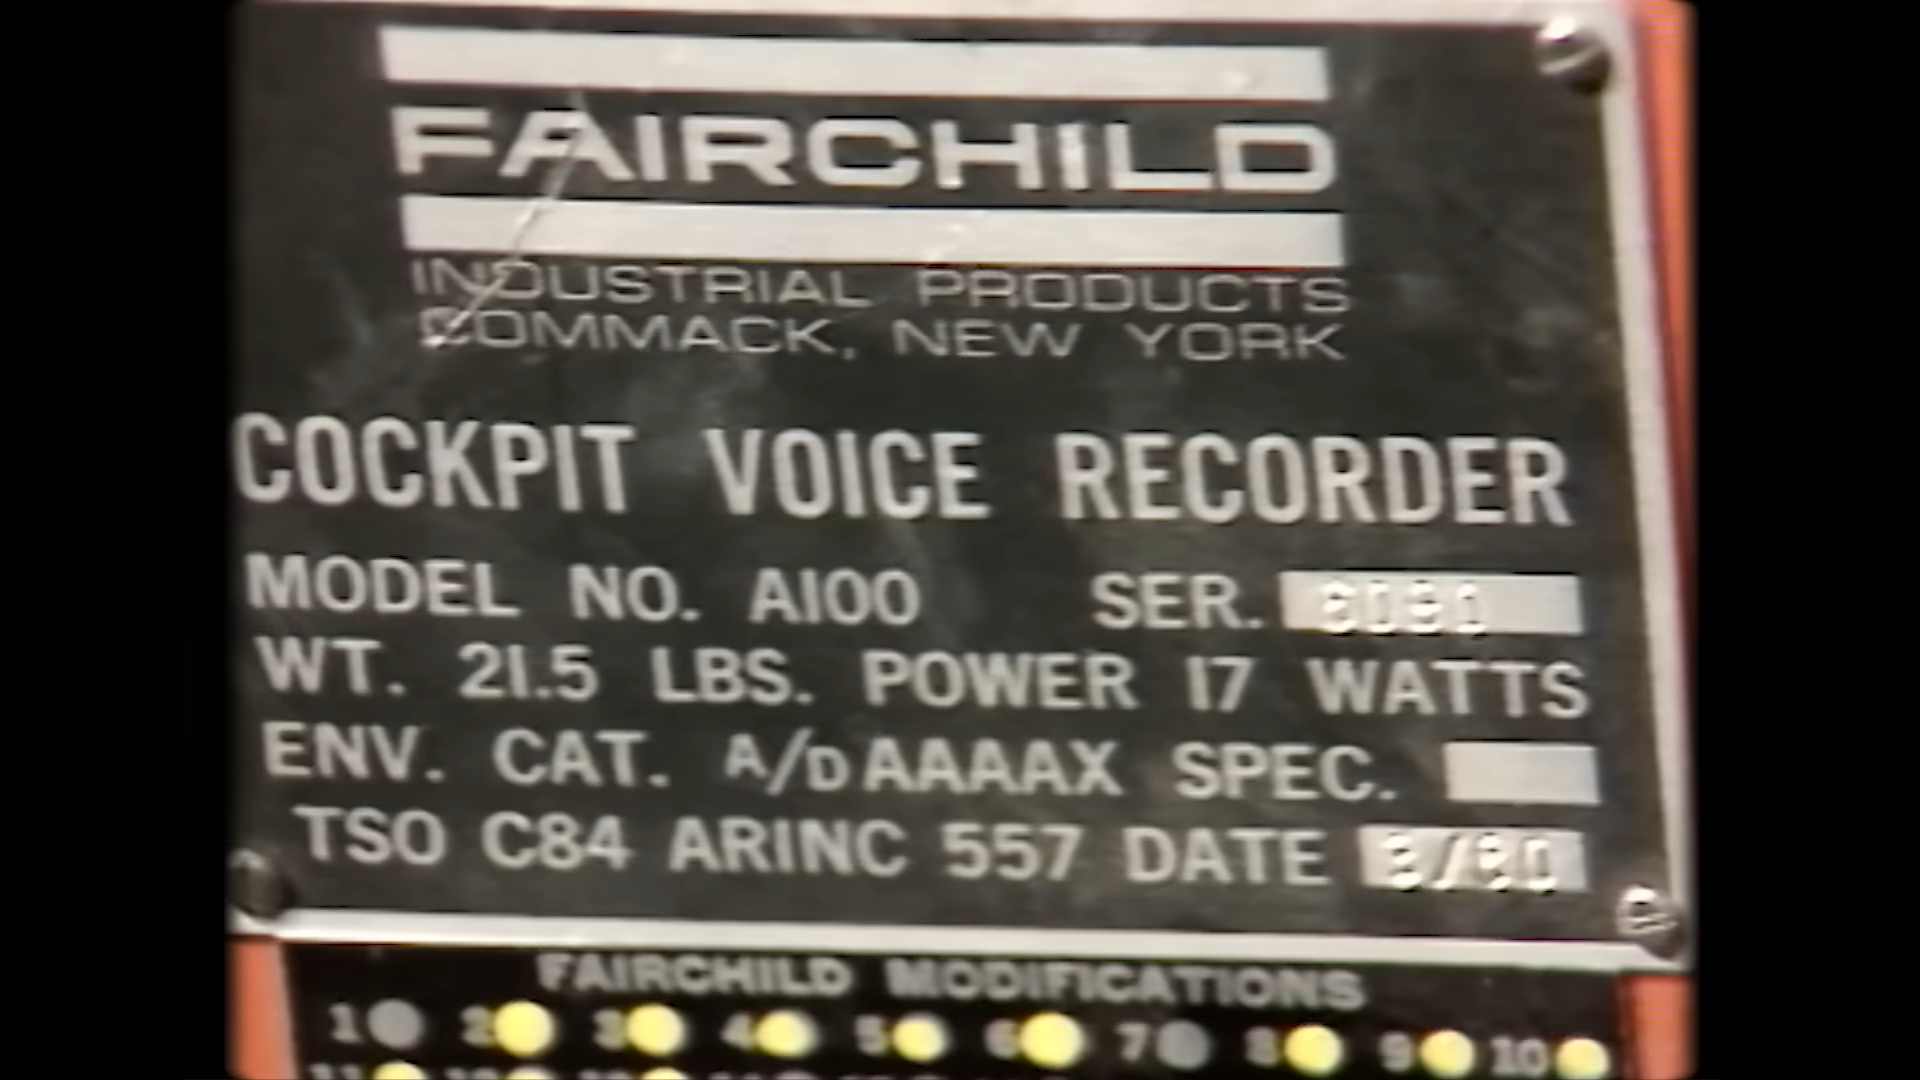 FAIRCHILD
INDUSTRIAL PRODUCTS
COMMACK, NEW YORK
COCKPIT VOICE RECORDER
MODEL NO. A100 SER.
WT. 21.5 LBS. POWER 17 WATTS
ENV. CAT. A/D AAAAX SPEC.
TSO C84 ARINC 557 DATE
FAIRCHILD MODIFICATIONS
1 2 3 4 5 6 7 8 9 10